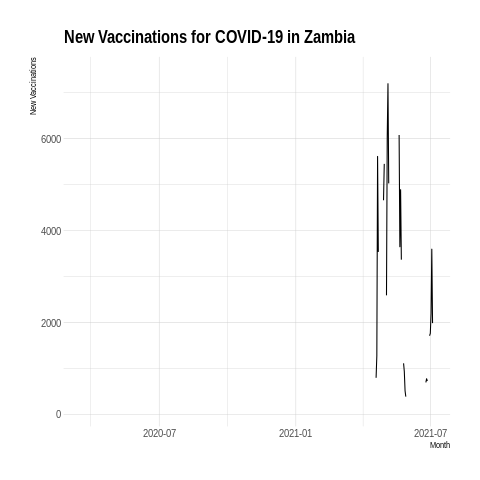 New Vaccinations for COVID-19 in Zambia
New Vaccinations
6000
4000
2000
0
2020-07
2021-01
2021-07
Month